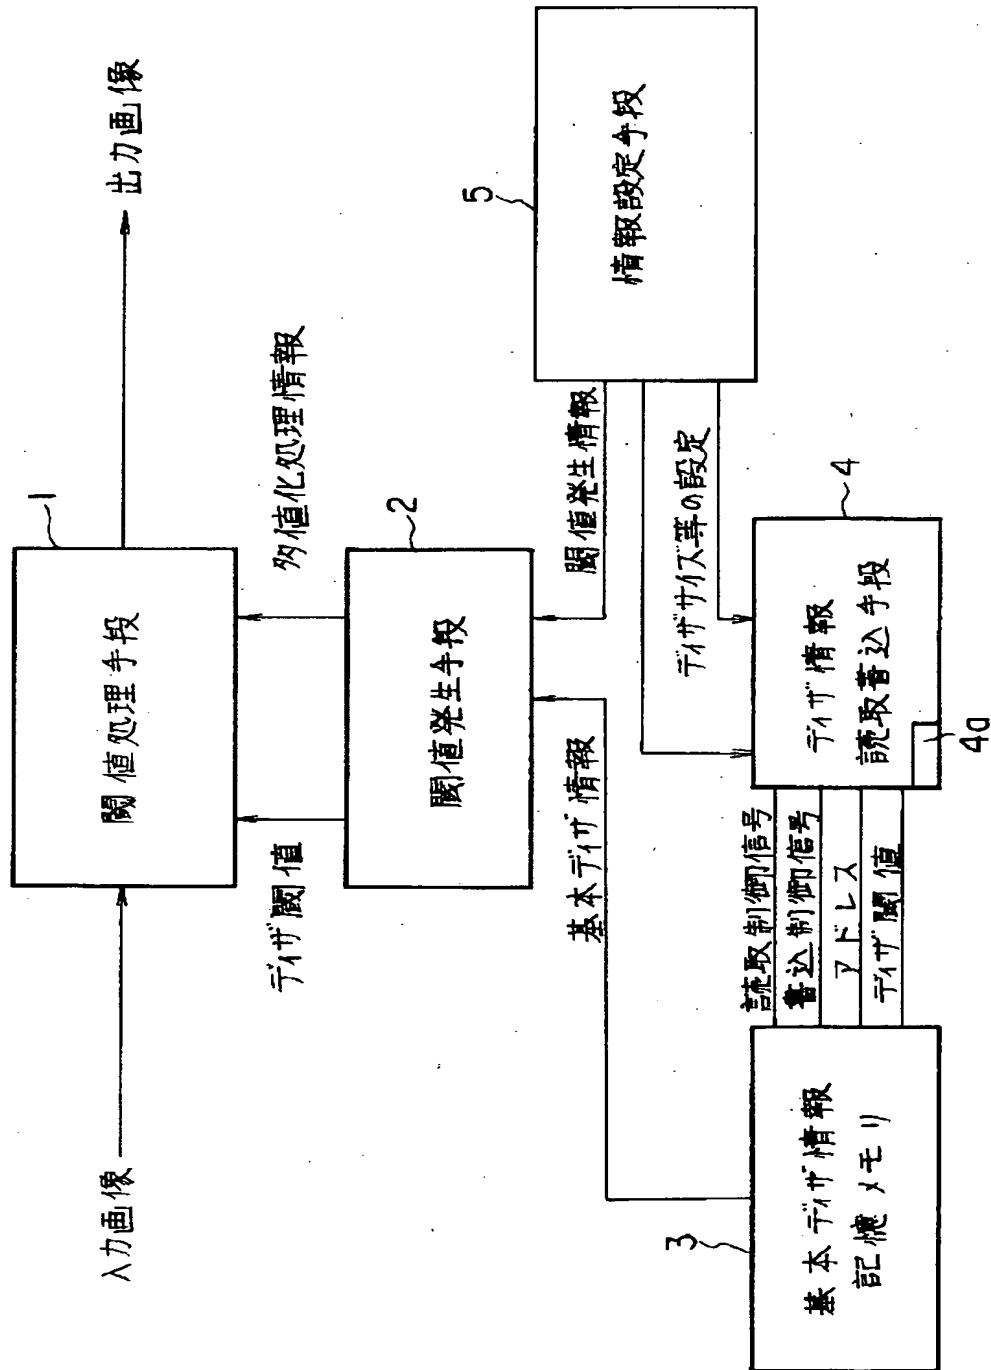 入力画像
1
閾値処理手段
出力画像
ディザ閾値
多値化処理情報
2
閾値発生手段
基本ディザ情報
閾値発生情報
5
情報設定手段
ディザサイズ等の設定
3
基本ディザ情報
記憶メモリ
読取制御信号
書込制御信号
アドレス
ディザ閾値
4
ディザ情報
読取書込手段
4a